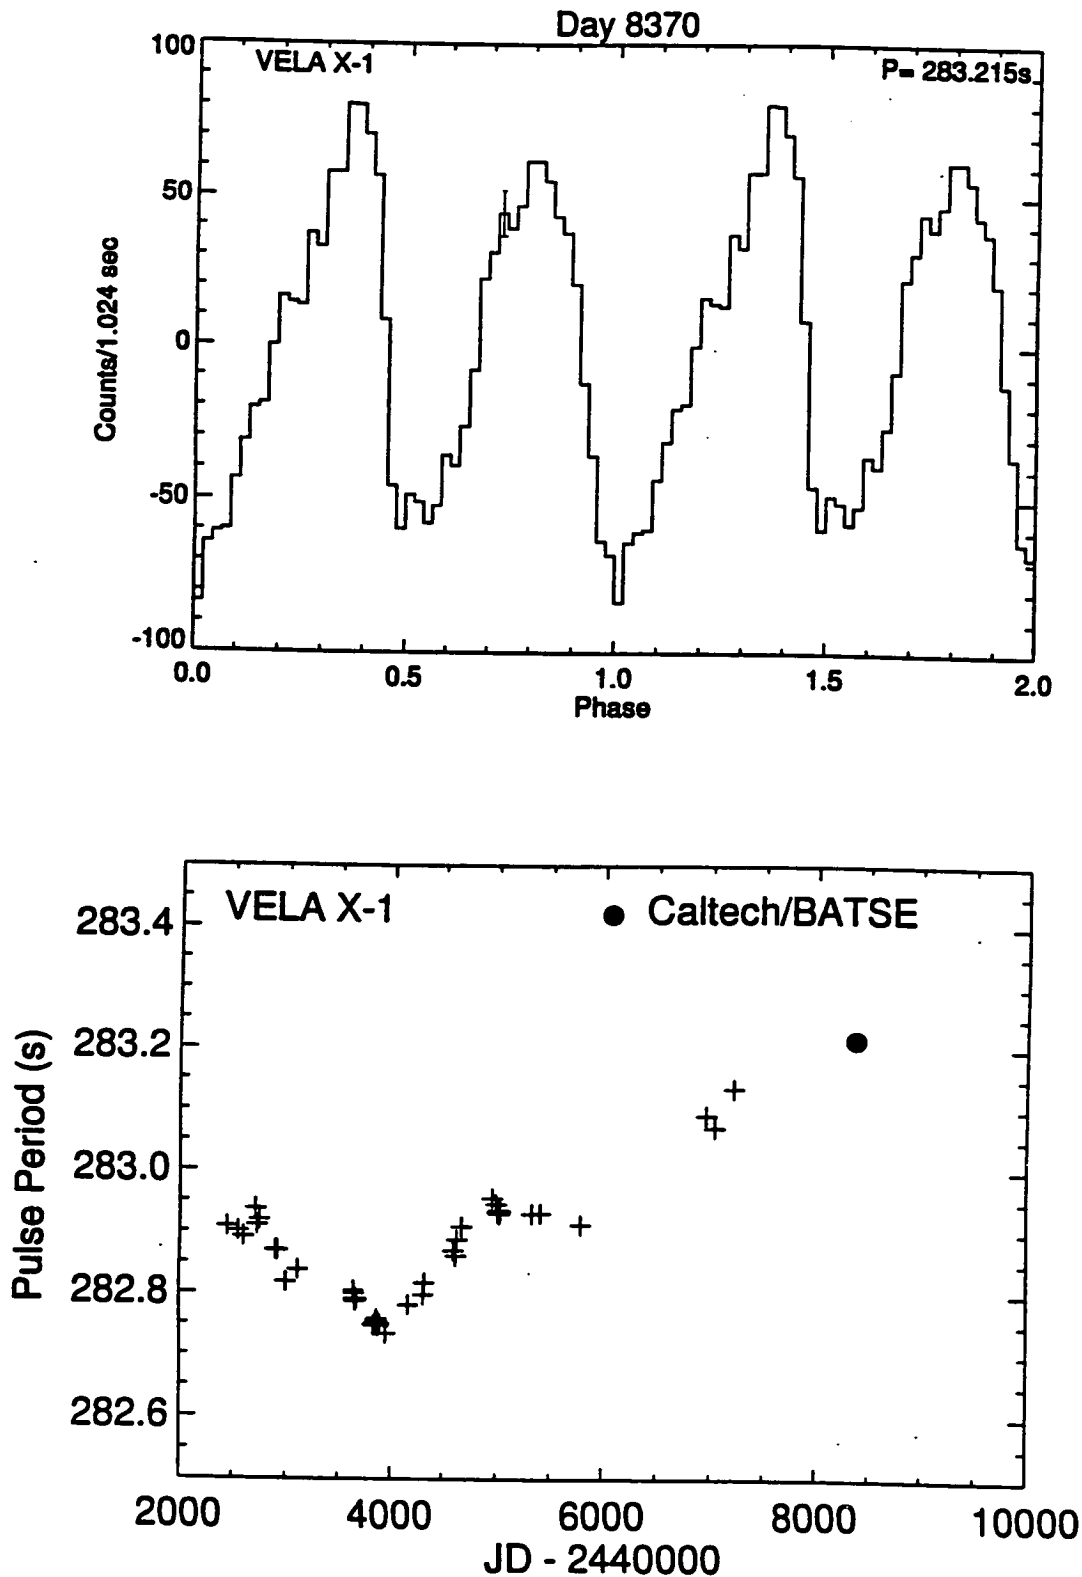 Day 8370
VELA X-1
P= 283.215s
100
50
0
-50
-100
Counts/1.024 sec
0.0 0.5 1.0 1.5 2.0
Phase
VELA X-1
Caltech/BATSE
283.4
283.2
283.0
282.8
282.6
Pulse Period (s)
2000 4000 6000 8000 10000
JD - 2440000